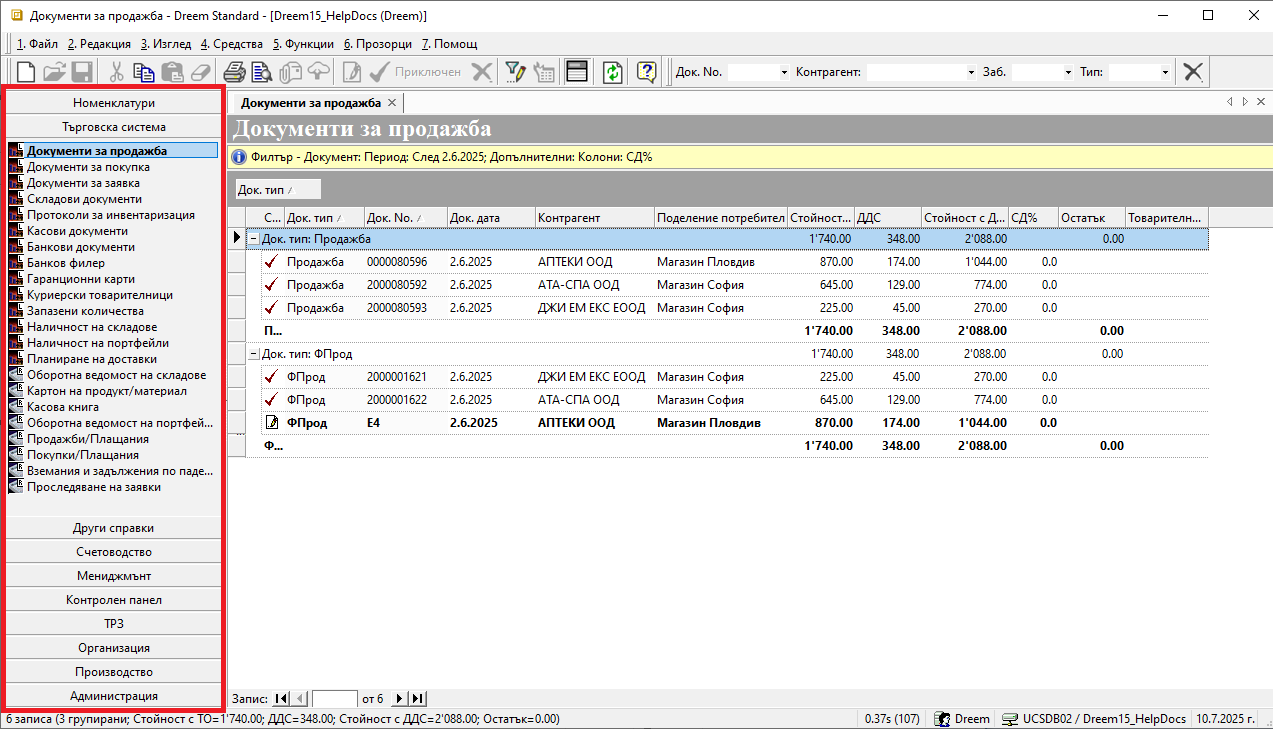 Документи за продажба - Dreem Standard - [Dreem15_HelpDocs (Dreem)]
1. Файл 2. Редакция 3. Изглед 4. Средства 5. Функции 6. Прозорци 7. Помощ
Приключен Док. No. Контрагент: Заб. Тип:
Номенклатури
Търговска система
Документи за продажба
Документи за покупка
Документи за заявка
Складови документи
Протоколи за инвентаризация
Касови документи
Банкови документи
Банков филер
Гаранционни карти
Куриерски товарителници
Запазени количества
Наличност на складове
Наличност на портфейли
Планиране на доставки
Оборотна ведомост на складове
Картон на продукт/материал
Касова книга
Оборотна ведомост на портфей...
Продажби/Плащания
Покупки/Плащания
Вземания и задължения по паде...
Проследяване на заявки
Други справки
Счетоводство
Мениджмънт
Контролен панел
ТРЗ
Организация
Производство
Администрация
Документи за продажба
Документи за продажба
Филтър - Документ: Период: След 2.6.2025; Допълнителни: Колони: СД%
Док. тип
С... Док. тип Док. No. Док. дата Контрагент Поделение потребител Стойност... ДДС Стойност с Д... СД% Остатък Товарителн...
Док. тип: Продажба 1'740.00 348.00 2'088.00 0.00
Продажба 0000080596 2.6.2025 АПТЕКИ ООД Магазин Пловдив 870.00 174.00 1'044.00 0.0
Продажба 0000080592 2.6.2025 АТА-СПА ООД Магазин София 645.00 129.00 774.00 0.0
Продажба 0000080593 2.6.2025 ДЖИ ЕМ ЕКС ЕООД Магазин София 225.00 45.00 270.00 0.0
П... 1'740.00 348.00 2'088.00 0.00
Док. тип: ФПрод 1'740.00 348.00 2'088.00 0.00
ФПрод 2000001621 2.6.2025 ДЖИ ЕМ ЕКС ЕООД Магазин София 225.00 45.00 270.00 0.0
ФПрод 2000001622 2.6.2025 АТА-СПА ООД Магазин София 645.00 129.00 774.00 0.0
ФПрод Е4 2.6.2025 АПТЕКИ ООД Магазин Пловдив 870.00 174.00 1'044.00 0.0
Ф... 1'740.00 348.00 2'088.00 0.00
Запис: от 6
6 записа (3 групирани; Стойност с ТО=1'740.00; ДДС=348.00; Стойност с ДДС=2'088.00; Остатък=0.00) 0.37s (107) Dreem UCSDB02 / Dreem15_HelpDocs 10.7.2025 г.